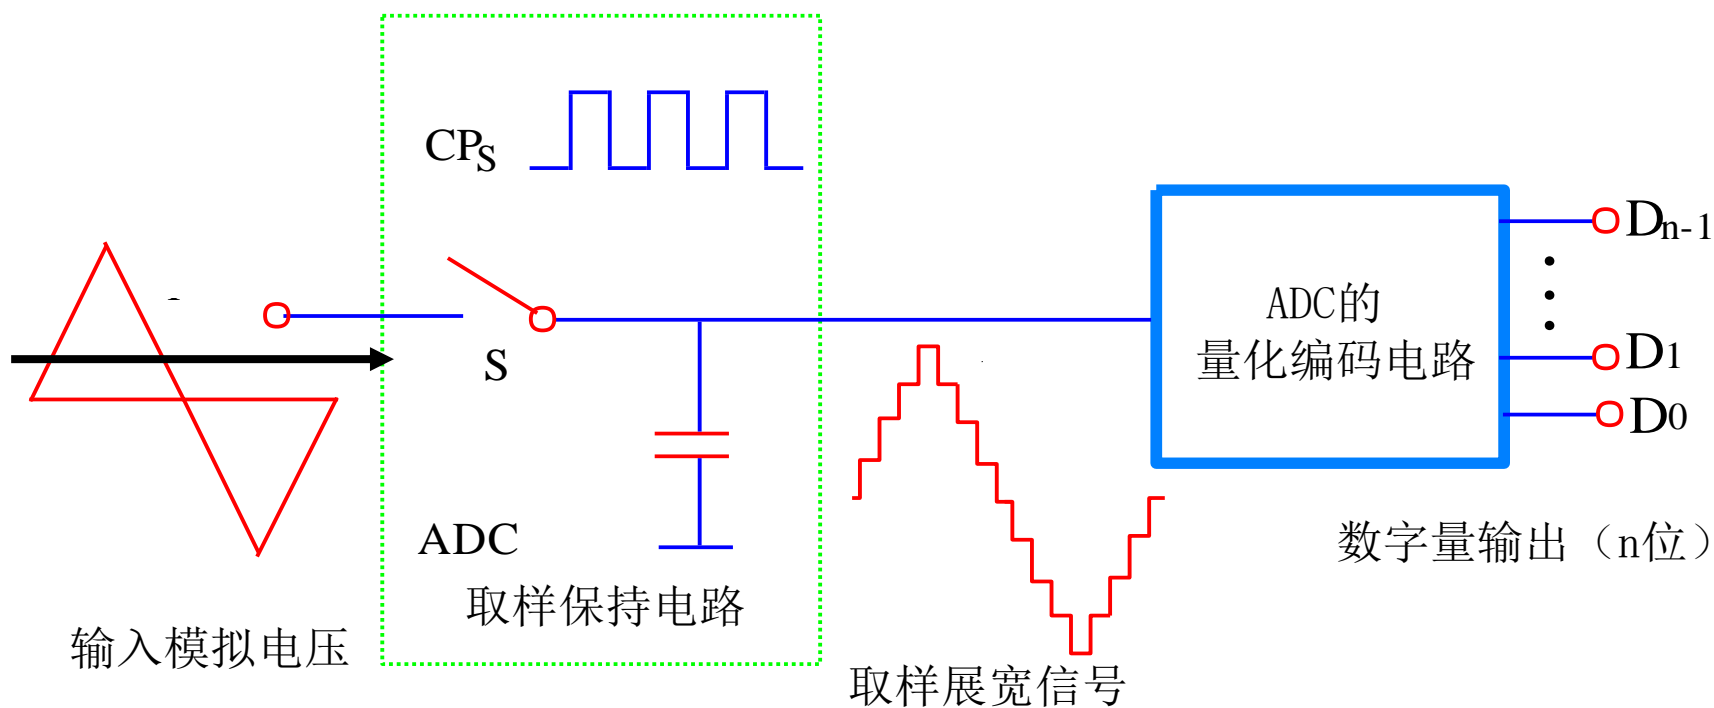 CPS
S
ADC
取样保持电路
输入模拟电压
取样展宽信号
ADC的
量化编码电路
Dn-1
D1
D0
数字量输出（n位）